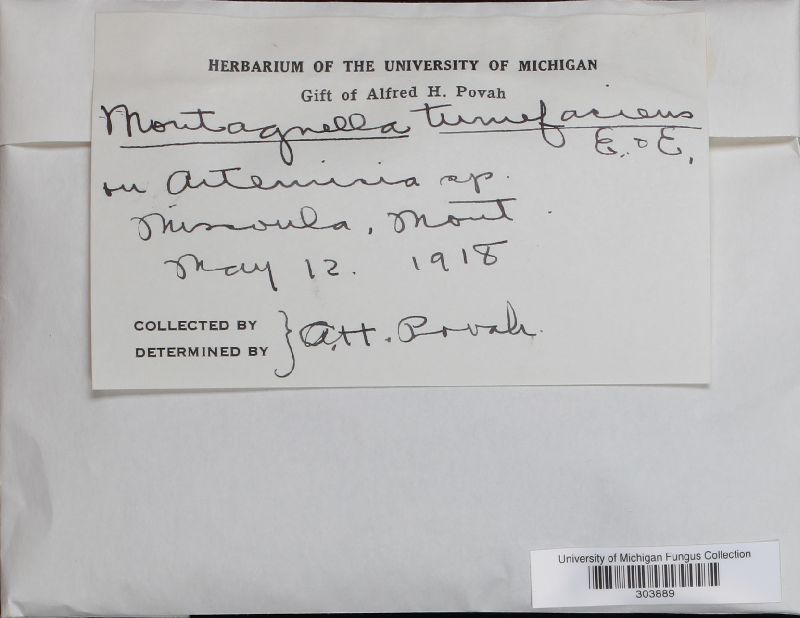 HERBARIUM OF THE UNIVERSITY OF MICHIGAN
Gift of Alfred H. Povah
Montagnella tumefaciens
E. & E.
on Artemisia sp.
Missoula, Mont.
May 12. 1918
COLLECTED BY
DETERMINED BY } A.H. Povah.
University of Michigan Fungus Collection
303889